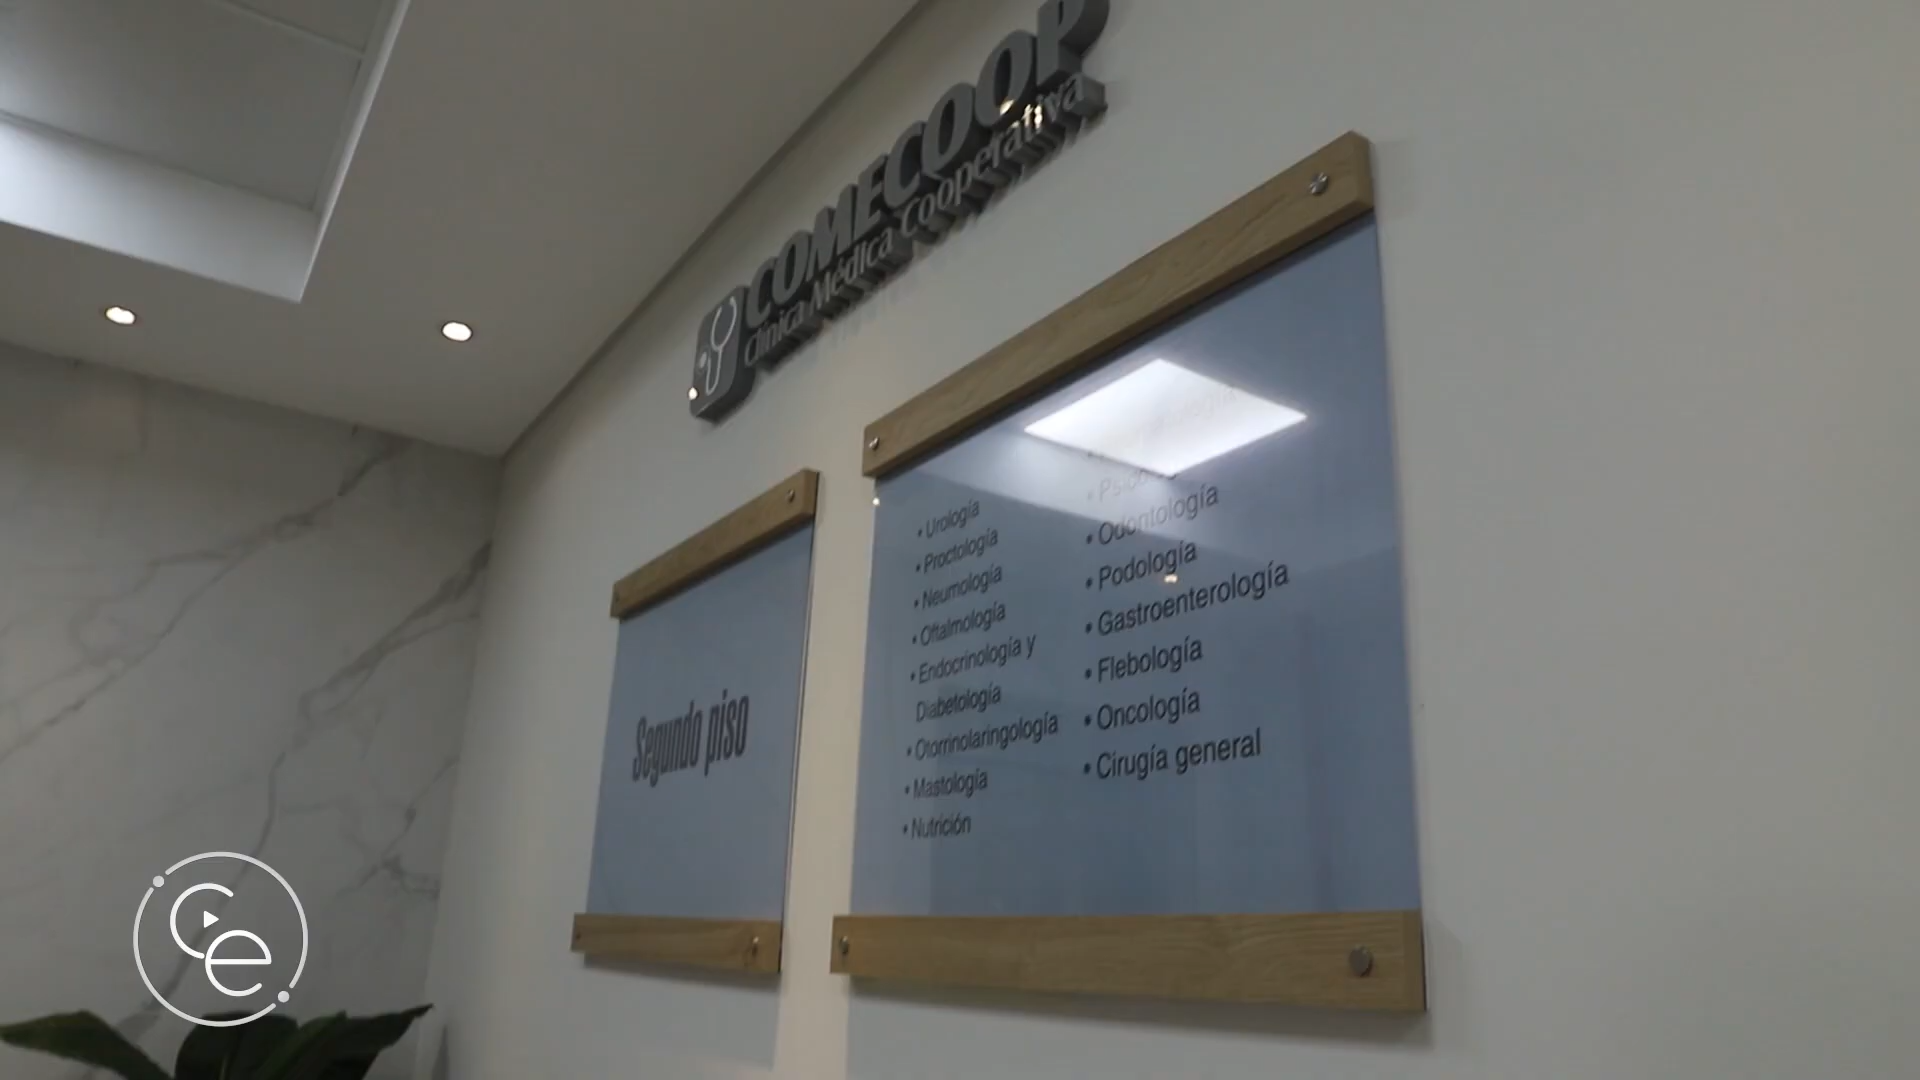 COMECOOP
Clínica Médica Cooperativa
Segundo piso
• Urología
• Proctología
• Neumología
• Oftalmología
• Endocrinología y
Diabetología
• Otorrinolaringología
• Mastología
• Nutrición
• Odontología
• Podología
• Gastroenterología
• Flebología
• Oncología
• Cirugía general
ce